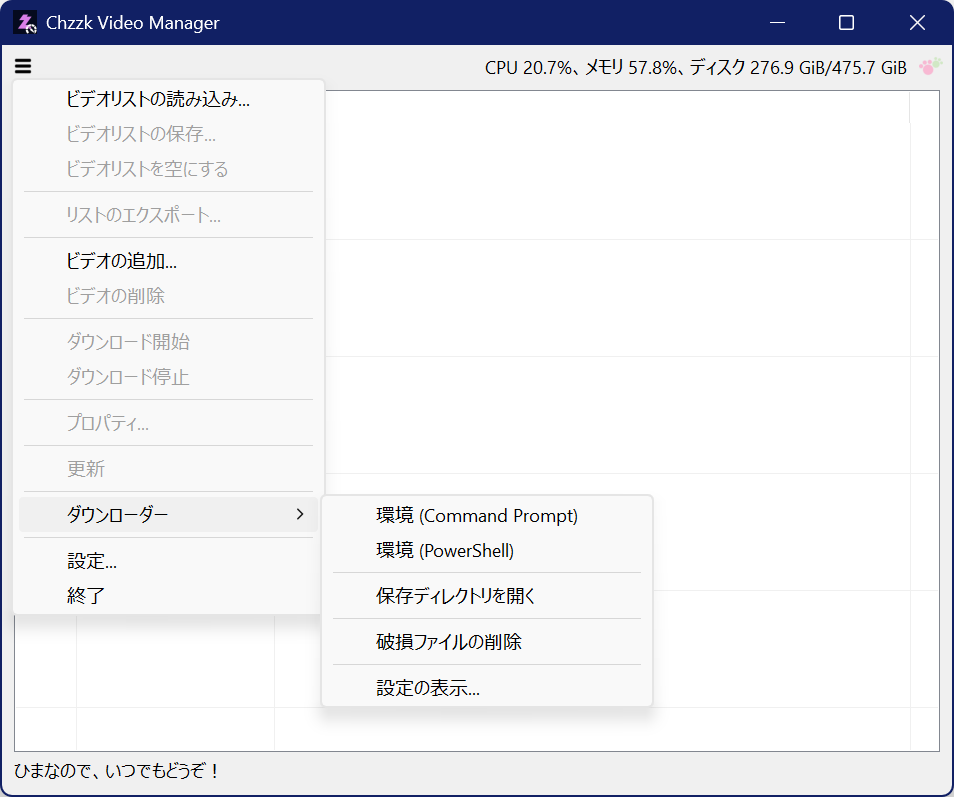 Chzzk Video Manager
CPU 20.7%、メモリ 57.8%、ディスク 276.9 GiB/475.7 GiB
ビデオリストの読み込み...
ビデオリストの保存...
ビデオリストを空にする
リストのエクスポート...
ビデオの追加...
ビデオの削除
ダウンロード開始
ダウンロード停止
プロパティ...
更新
ダウンローダー
環境 (Command Prompt)
環境 (PowerShell)
保存ディレクトリを開く
破損ファイルの削除
設定の表示...
設定...
終了
ひまなので、いつでもどうぞ！